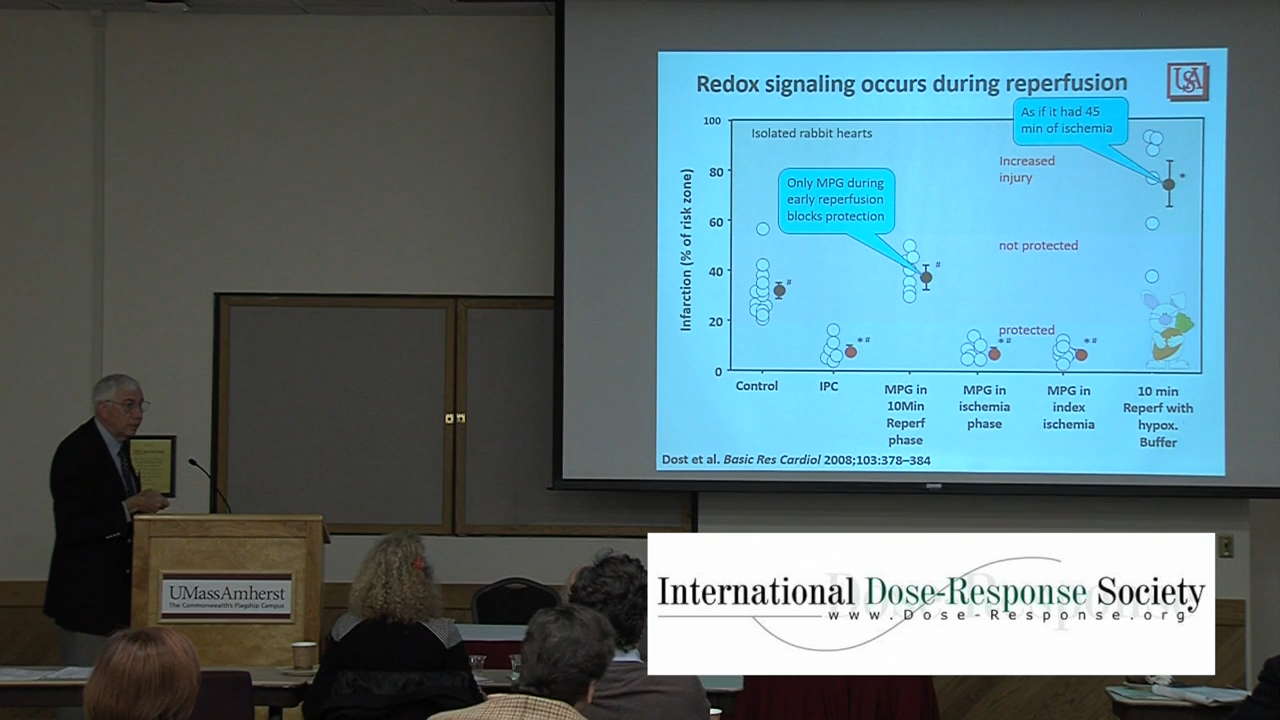 Redox signaling occurs during reperfusion
USA
As if it had 45
min of ischemia
Isolated rabbit hearts
Increased
injury
Only MPG during
early reperfusion
blocks protection
not protected
protected
Infarction (% of risk zone)
100
80
60
40
20
0
#
* #
#
* #
* #
*
Control
IPC
MPG in
10Min
Reperf
phase
MPG in
ischemia
phase
MPG in
index
ischemia
10 min
Reperf with
hypox.
Buffer
Dost et al. Basic Res Cardiol 2008;103:378–384
UMassAmherst
The Commonwealth's Flagship Campus
International Dose-Response Society
www.Dose-Response.org